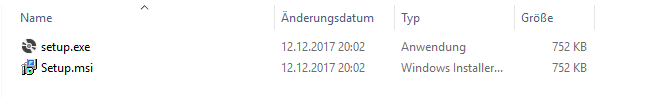 Name Änderungsdatum Typ Größe
setup.exe 12.12.2017 20:02 Anwendung 752 KB
Setup.msi 12.12.2017 20:02 Windows Installer... 752 KB